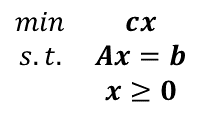 min cx
s.t. Ax = b
x ≥ 0